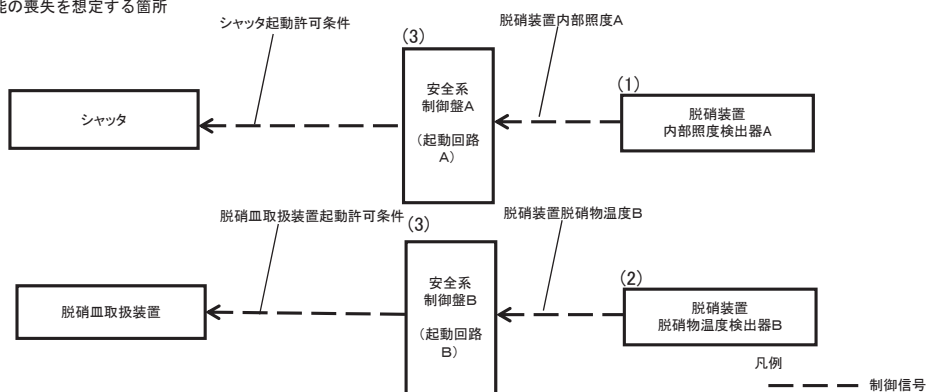 能の喪失を想定する箇所
シャッタ起動許可条件
脱硝装置内部照度A
(3)
(1)
シャッタ
安全系
制御盤A
(起動回路
A)
脱硝装置
内部照度検出器A
脱硝皿取扱装置起動許可条件
(3)
脱硝装置脱硝物温度B
(2)
脱硝皿取扱装置
安全系
制御盤B
(起動回路
B)
脱硝装置
脱硝物温度検出器B
凡例
制御信号